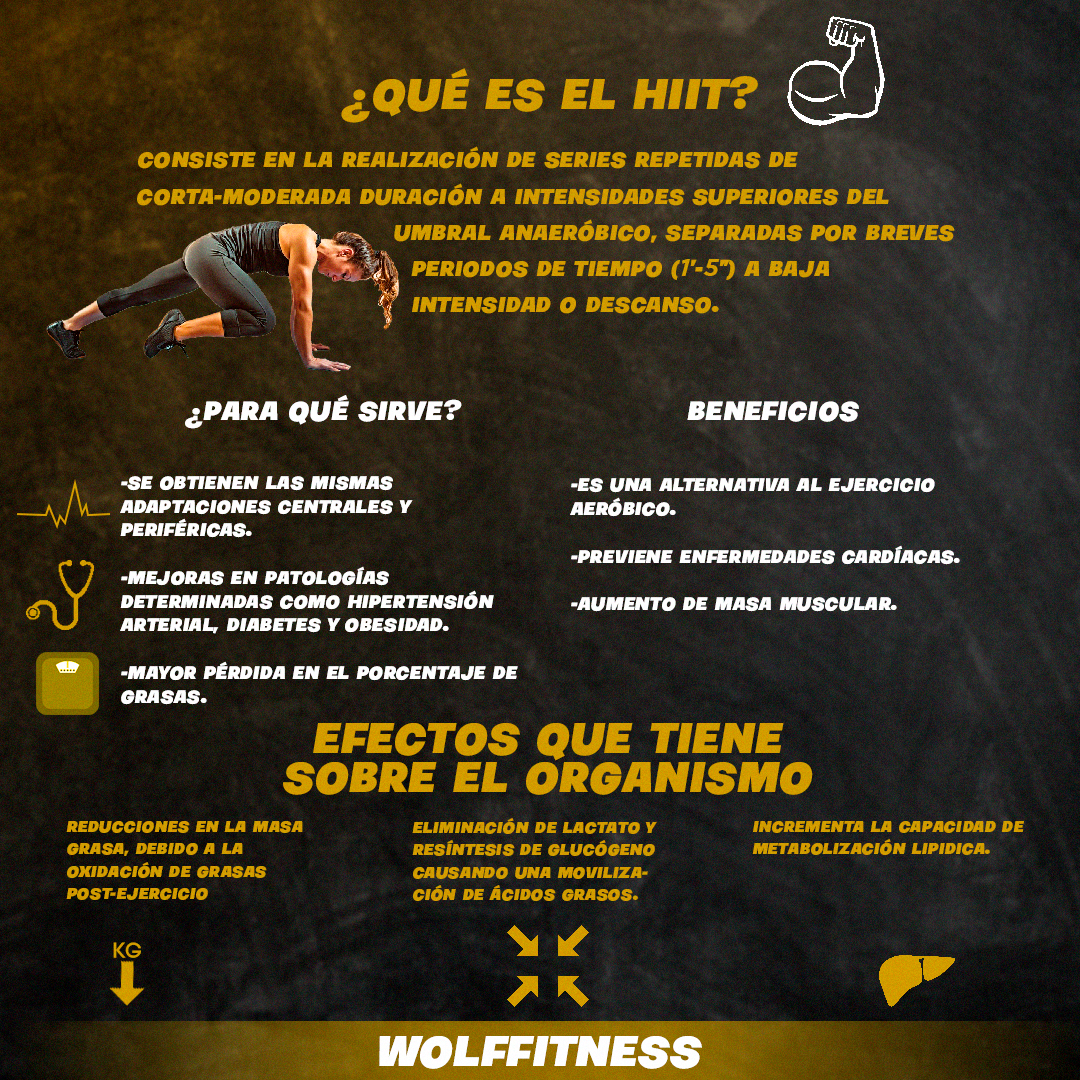 ¿QUÉ ES EL HIIT?
CONSISTE EN LA REALIZACIÓN DE SERIES REPETIDAS DE
CORTA-MODERADA DURACIÓN A INTENSIDADES SUPERIORES DEL
UMBRAL ANAERÓBICO, SEPARADAS POR BREVES
PERIODOS DE TIEMPO (1'-5") A BAJA
INTENSIDAD O DESCANSO.
¿PARA QUÉ SIRVE?
-SE OBTIENEN LAS MISMAS
ADAPTACIONES CENTRALES Y
PERIFÉRICAS.
-MEJORAS EN PATOLOGÍAS
DETERMINADAS COMO HIPERTENSIÓN
ARTERIAL, DIABETES Y OBESIDAD.
-MAYOR PÉRDIDA EN EL PORCENTAJE DE
GRASAS.
BENEFICIOS
-ES UNA ALTERNATIVA AL EJERCICIO
AERÓBICO.
-PREVIENE ENFERMEDADES CARDÍACAS.
-AUMENTO DE MASA MUSCULAR.
EFECTOS QUE TIENE
SOBRE EL ORGANISMO
REDUCCIONES EN LA MASA
GRASA, DEBIDO A LA
OXIDACIÓN DE GRASAS
POST-EJERCICIO
KG
ELIMINACIÓN DE LACTATO Y
RESÍNTESIS DE GLUCÓGENO
CAUSANDO UNA MOVILIZA-
CIÓN DE ÁCIDOS GRASOS.
INCREMENTA LA CAPACIDAD DE
METABOLIZACIÓN LIPIDICA.
WOLFFITNESS